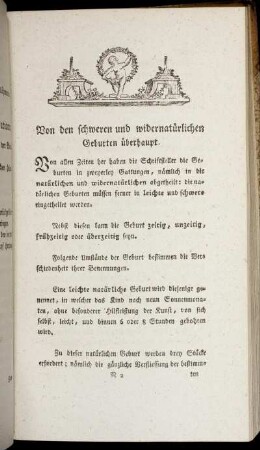 Von den schweren und widernatürlichen
Geburten überhaupt.
Von allen Zeiten her haben die Schriftsteller die Ge-
burten in zweyerley Gattungen, nämlich in die
natürlichen und widernatürlichen abgetheilt: die na-
türlichen Geburten müssen ferner in leichte und schwere
eingetheilet werden.
Nebst diesen kann die Geburt zeitig, unzeitig,
frühzeitig oder überzeitig seyn.
Folgende Umstände der Geburt bestimmen die Ver-
schiedenheit ihrer Benennungen.
Eine leichte natürliche Geburt wird diejenige ge-
nennet, in welcher das Kind nach neun Sonnenmona-
ten, ohne besonderer Hilfleistung der Kunst, von sich
selbst, leicht, und binnen 6 oder 8 Stunden gebohren
wird.
Zu dieser natürlichen Geburt werden drey Stücke
erfordert; nämlich die gänzliche Verfliessung der bestimm-
ten